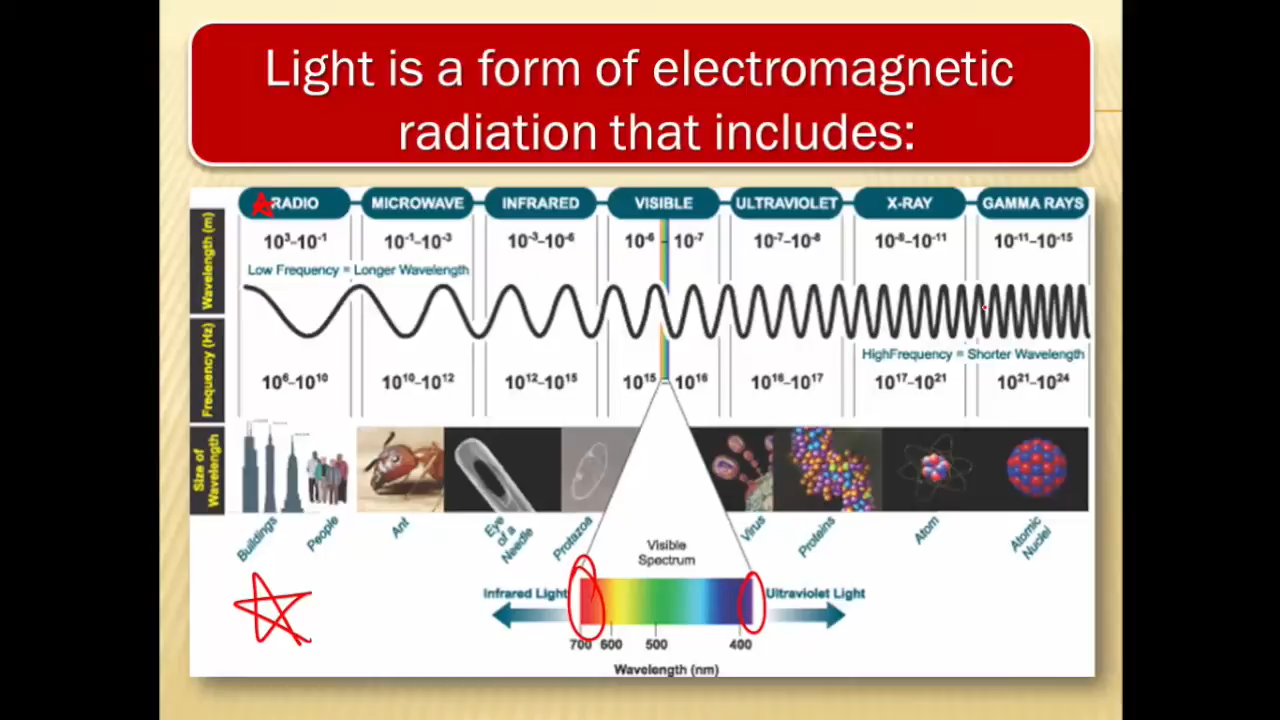 Light is a form of electromagnetic
radiation that includes:
RADIO MICROWAVE INFRARED VISIBLE ULTRAVIOLET X-RAY GAMMA RAYS
Wavelength (m)
10³–10⁻¹ 10⁻¹–10⁻³ 10⁻³–10⁻⁶ 10⁻⁶ – 10⁻⁷ 10⁻⁷–10⁻⁸ 10⁻⁸–10⁻¹¹ 10⁻¹¹–10⁻¹⁵
Low Frequency = Longer Wavelength
HighFrequency = Shorter Wavelength
Frequency (Hz)
10⁶–10¹⁰ 10¹⁰–10¹² 10¹²–10¹⁵ 10¹⁵ – 10¹⁶ 10¹⁶–10¹⁷ 10¹⁷–10²¹ 10²¹–10²⁴
Size of
Wavelength
Buildings
People
Ant
Eye
of a
Needle
Protazoa
Virus
Proteins
Atom
Atomic
Nuclei
Visible
Spectrum
Infrared Light Ultraviolet Light
700 600 500 400
Wavelength (nm)